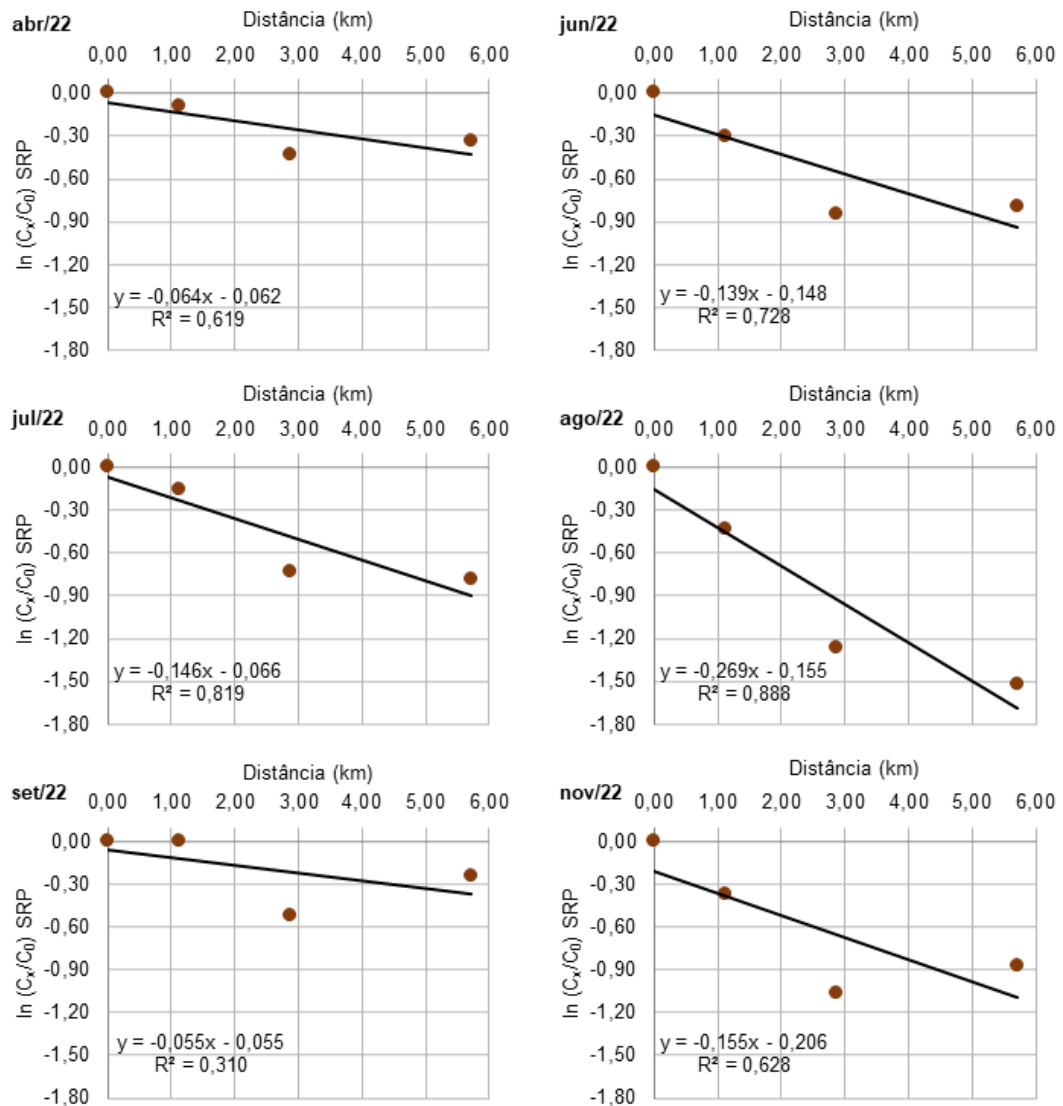 abr/22
Distância (km)
0,00 1,00 2,00 3,00 4,00 5,00 6,00
0,00
-0,30
-0,60
-0,90
-1,20
-1,50
-1,80
ln (Cₓ/C₀) SRP
y = -0,064x - 0,062
R² = 0,619
jun/22
Distância (km)
0,00 1,00 2,00 3,00 4,00 5,00 6,00
0,00
-0,30
-0,60
-0,90
-1,20
-1,50
-1,80
ln (Cₓ/C₀) SRP
y = -0,139x - 0,148
R² = 0,728
jul/22
Distância (km)
0,00 1,00 2,00 3,00 4,00 5,00 6,00
0,00
-0,30
-0,60
-0,90
-1,20
-1,50
-1,80
ln (Cₓ/C₀) SRP
y = -0,146x - 0,066
R² = 0,819
ago/22
Distância (km)
0,00 1,00 2,00 3,00 4,00 5,00 6,00
0,00
-0,30
-0,60
-0,90
-1,20
-1,50
-1,80
ln (Cₓ/C₀) SRP
y = -0,269x - 0,155
R² = 0,888
set/22
Distância (km)
0,00 1,00 2,00 3,00 4,00 5,00 6,00
0,00
-0,30
-0,60
-0,90
-1,20
-1,50
-1,80
ln (Cₓ/C₀) SRP
y = -0,055x - 0,055
R² = 0,310
nov/22
Distância (km)
0,00 1,00 2,00 3,00 4,00 5,00 6,00
0,00
-0,30
-0,60
-0,90
-1,20
-1,50
-1,80
ln (Cₓ/C₀) SRP
y = -0,155x - 0,206
R² = 0,628